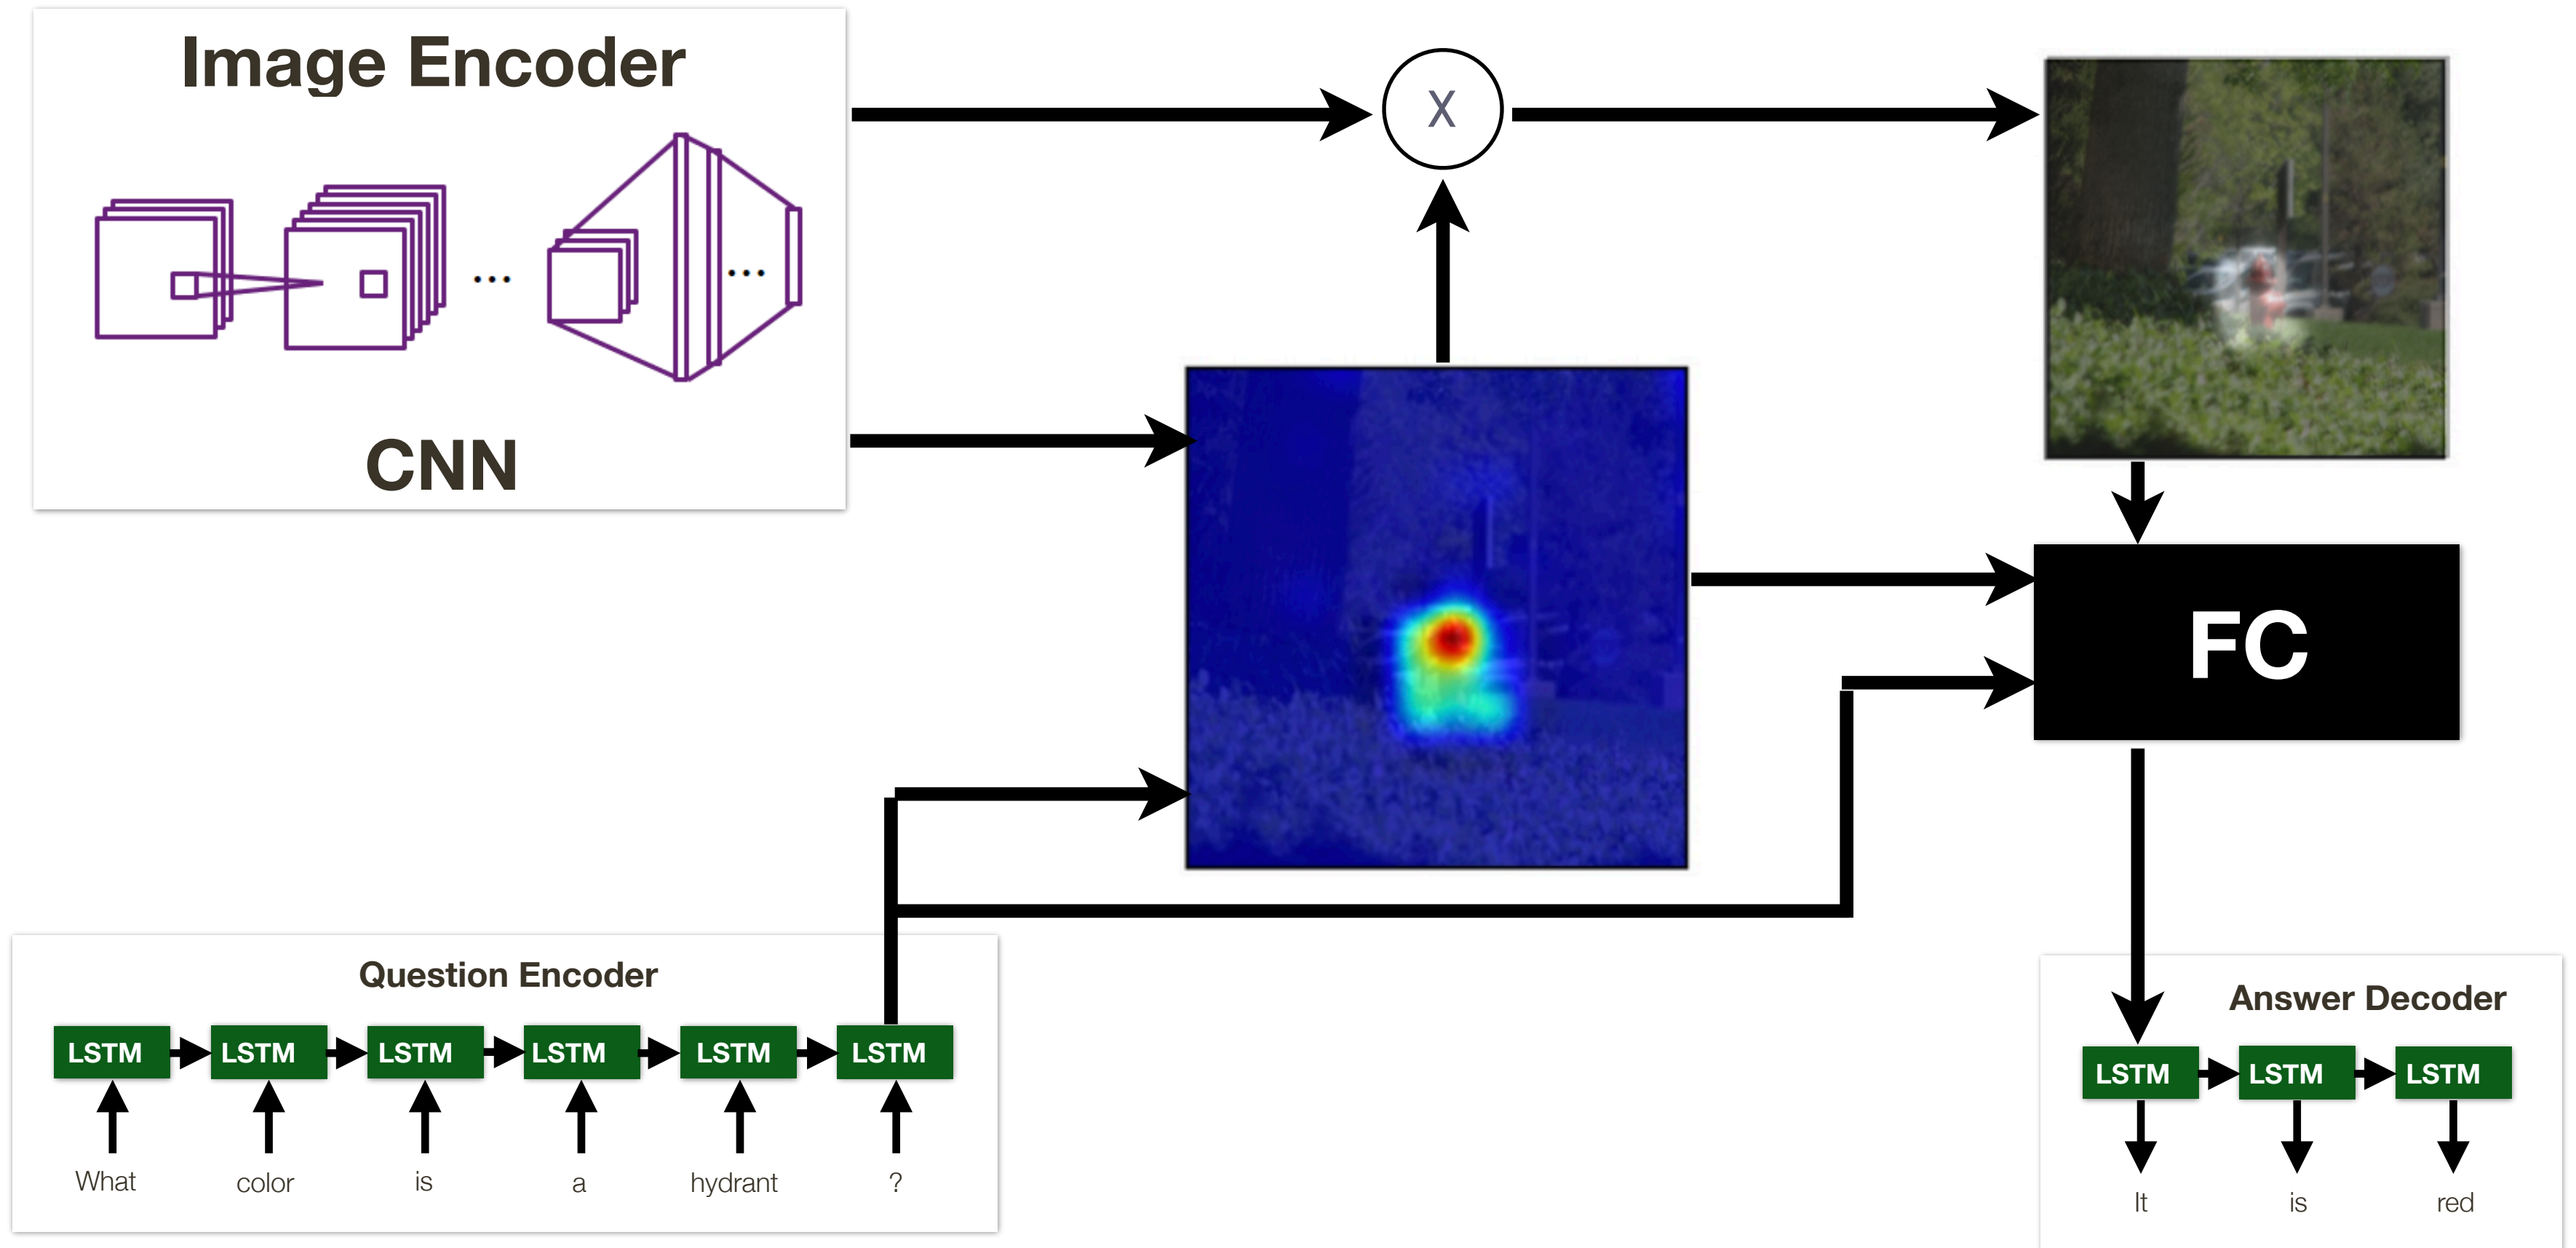 Image Encoder
...
...
CNN
X
FC
Question Encoder
LSTM LSTM LSTM LSTM LSTM LSTM
What color is a hydrant ?
Answer Decoder
LSTM LSTM LSTM
It is red